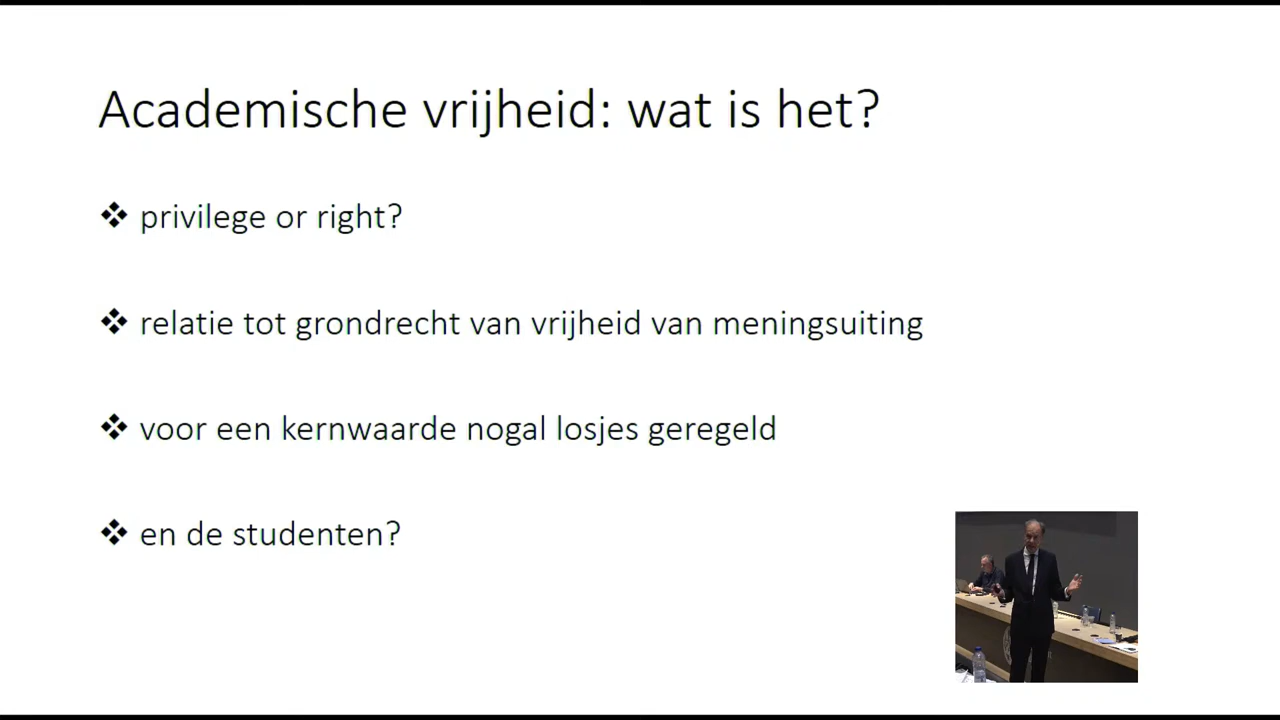 Academische vrijheid: wat is het?
❖ privilege or right?
❖ relatie tot grondrecht van vrijheid van meningsuiting
❖ voor een kernwaarde nogal losjes geregeld
❖ en de studenten?